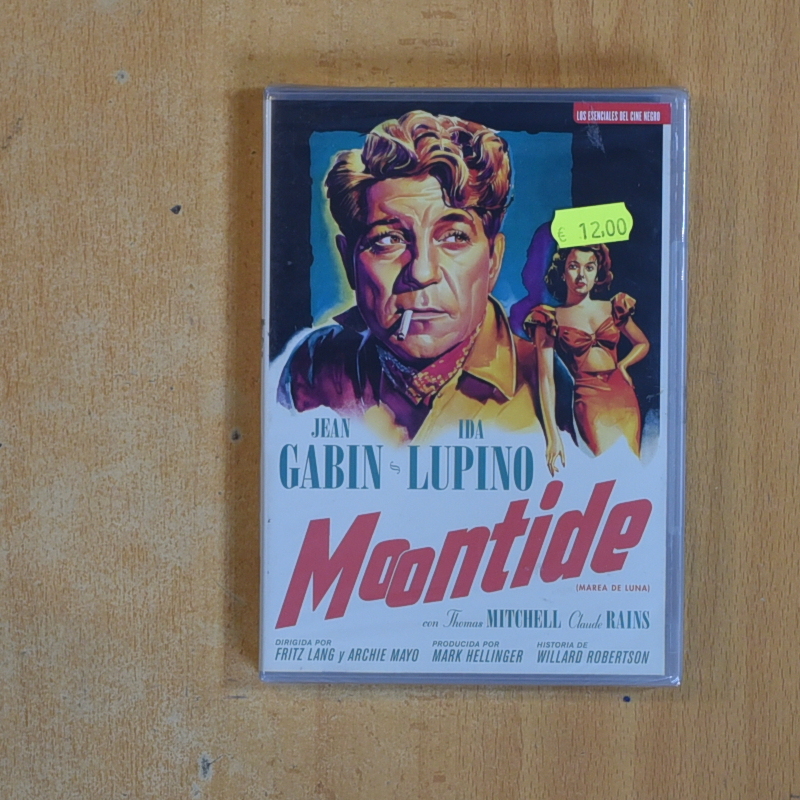 LOS ESENCIALES DEL CINE NEGRO
€ 12,00
JEAN IDA
GABIN & LUPINO
Moontide
(MAREA DE LUNA)
con Thomas MITCHELL Claude RAINS
DIRIGIDA POR PRODUCIDA POR HISTORIA DE
FRITZ LANG y ARCHIE MAYO MARK HELLINGER WILLARD ROBERTSON